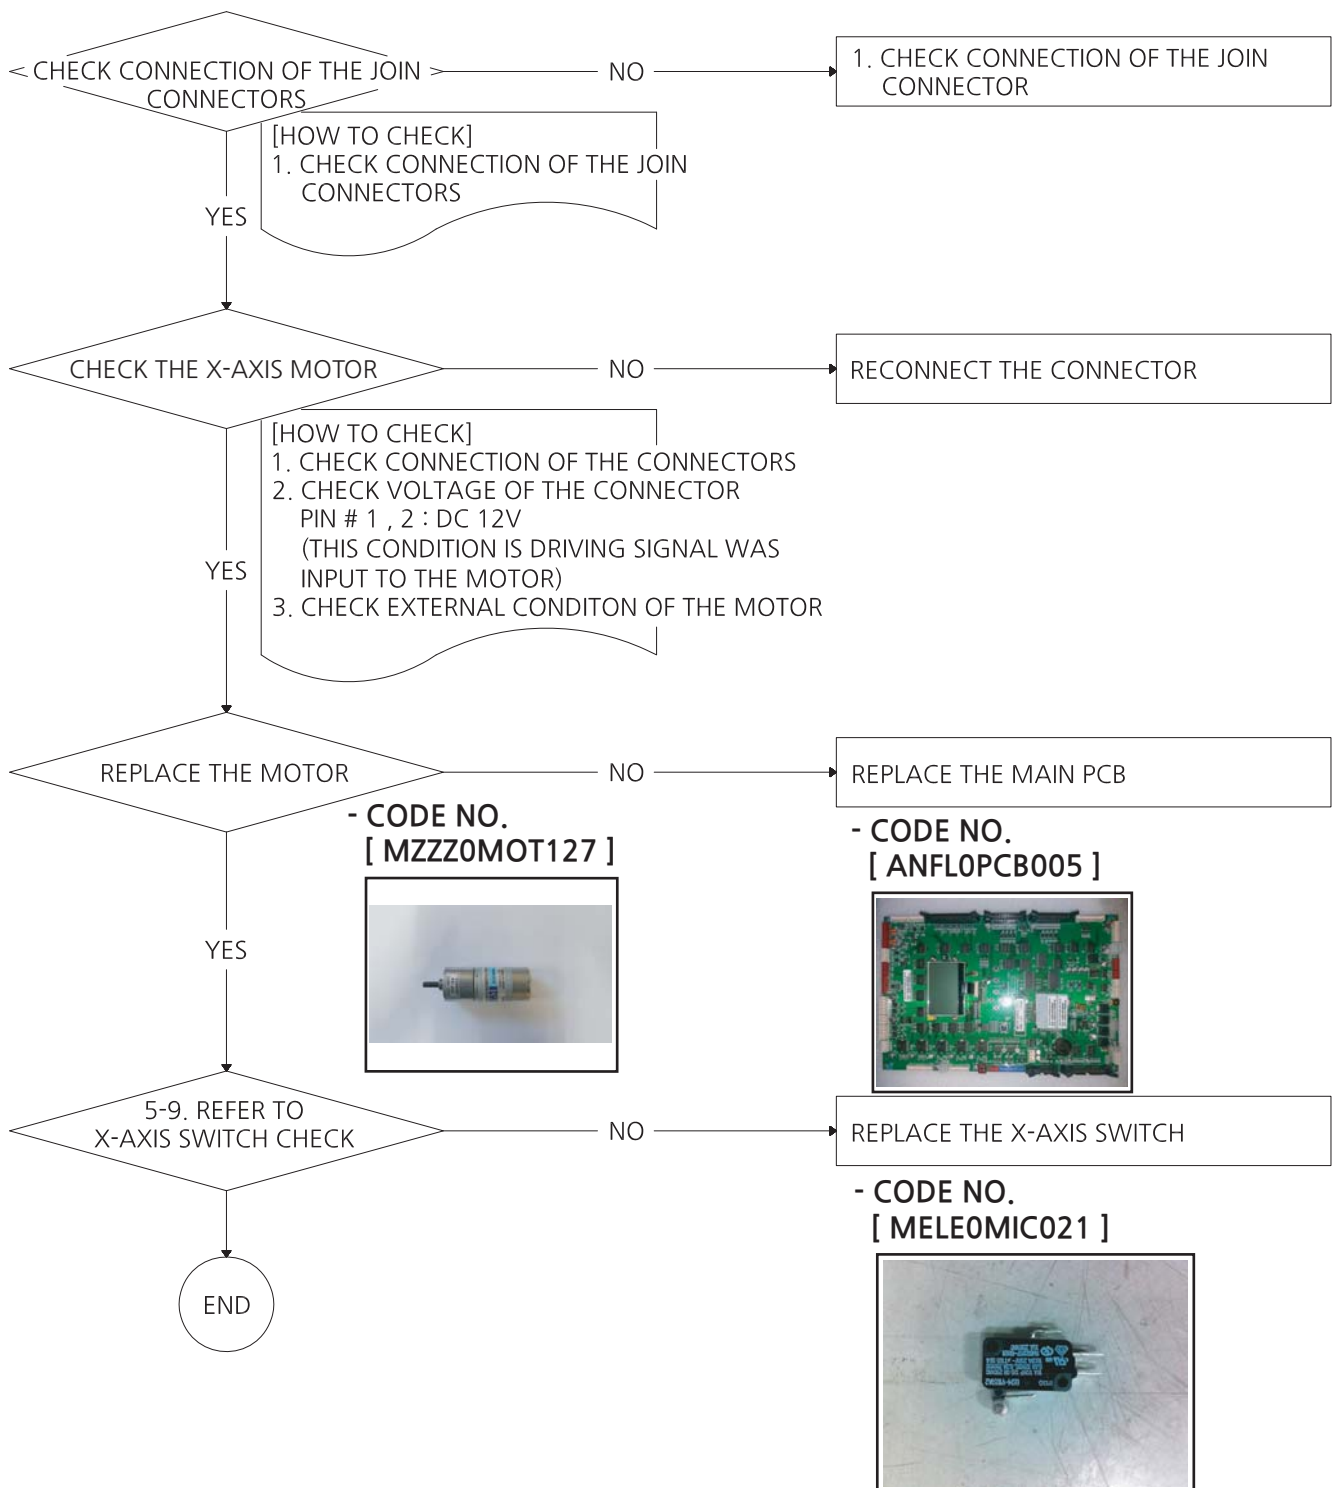 CHECK CONNECTION OF THE JOIN
CONNECTORS
NO
1. CHECK CONNECTION OF THE JOIN
CONNECTOR
[HOW TO CHECK]
1. CHECK CONNECTION OF THE JOIN
CONNECTORS
YES
CHECK THE X-AXIS MOTOR
NO
RECONNECT THE CONNECTOR
[HOW TO CHECK]
1. CHECK CONNECTION OF THE CONNECTORS
2. CHECK VOLTAGE OF THE CONNECTOR
PIN # 1 , 2 : DC 12V
(THIS CONDITION IS DRIVING SIGNAL WAS
INPUT TO THE MOTOR)
3. CHECK EXTERNAL CONDITON OF THE MOTOR
YES
REPLACE THE MOTOR
NO
REPLACE THE MAIN PCB
- CODE NO.
[ MZZZ0MOT127 ]
- CODE NO.
[ ANFL0PCB005 ]
YES
5-9. REFER TO
X-AXIS SWITCH CHECK
NO
REPLACE THE X-AXIS SWITCH
- CODE NO.
[ MELE0MIC021 ]
END